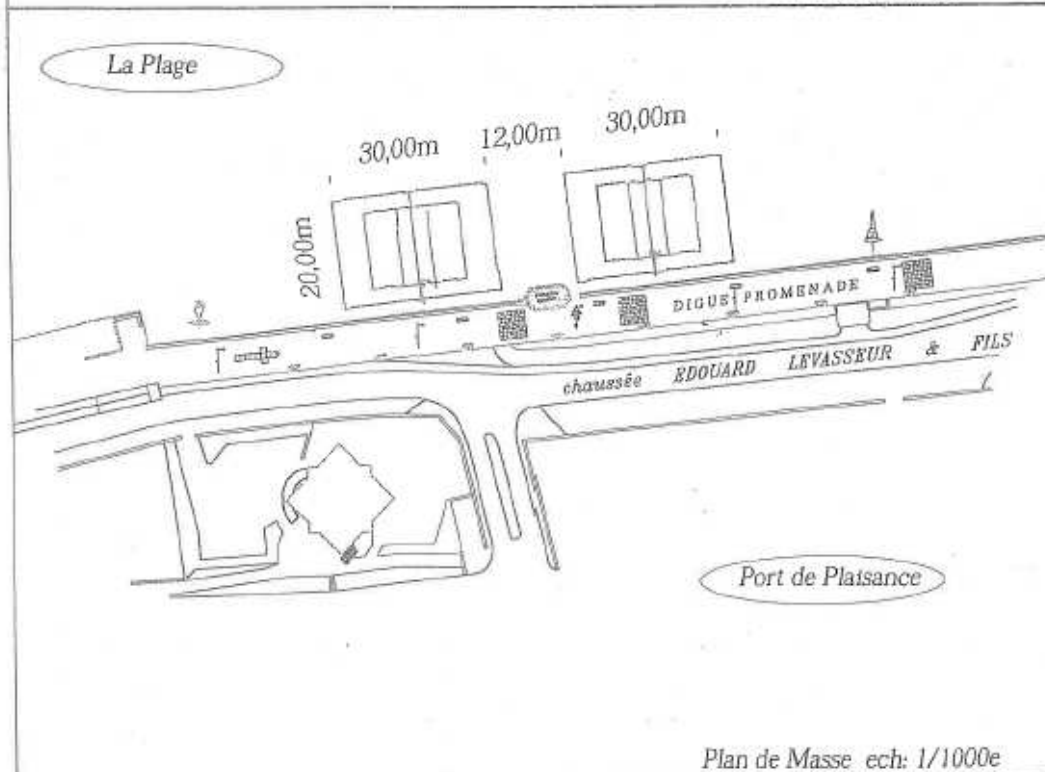 La Plage
30,00m
12,00m
30,00m
20,00m
DIGUE PROMENADE
chaussée EDOUARD LEVASSEUR & FILS
Port de Plaisance
Plan de Masse ech: 1/1000e